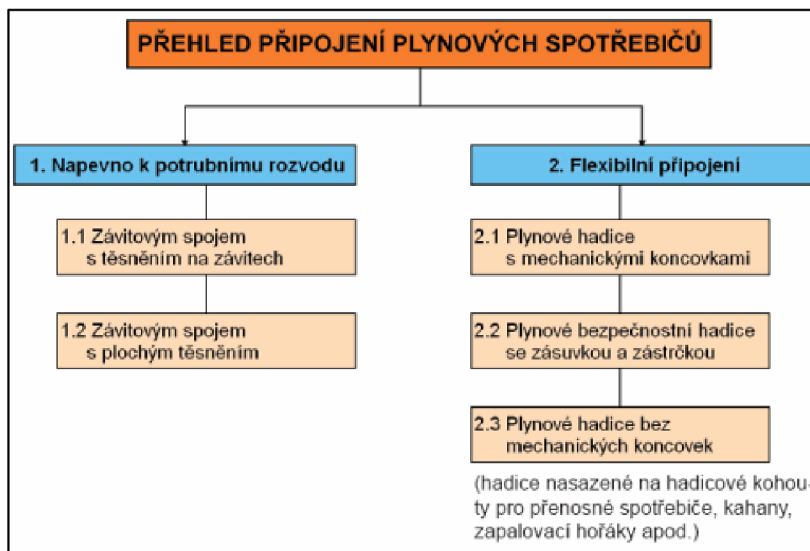 PŘEHLED PŘIPOJENÍ PLYNOVÝCH SPOTŘEBIČŮ
1. Napevno k potrubnímu rozvodu
1.1 Závitovým spojem
s těsněním na závitech
1.2 Závitovým spojem
s plochým těsněním
2. Flexibilní připojení
2.1 Plynové hadice
s mechanickými koncovkami
2.2 Plynové bezpečnostní hadice
se zásuvkou a zástrčkou
2.3 Plynové hadice bez
mechanických koncovek
(hadice nasazené na hadicové kohou-
ty pro přenosné spotřebiče, kahany,
zapalovací hořáky apod.)